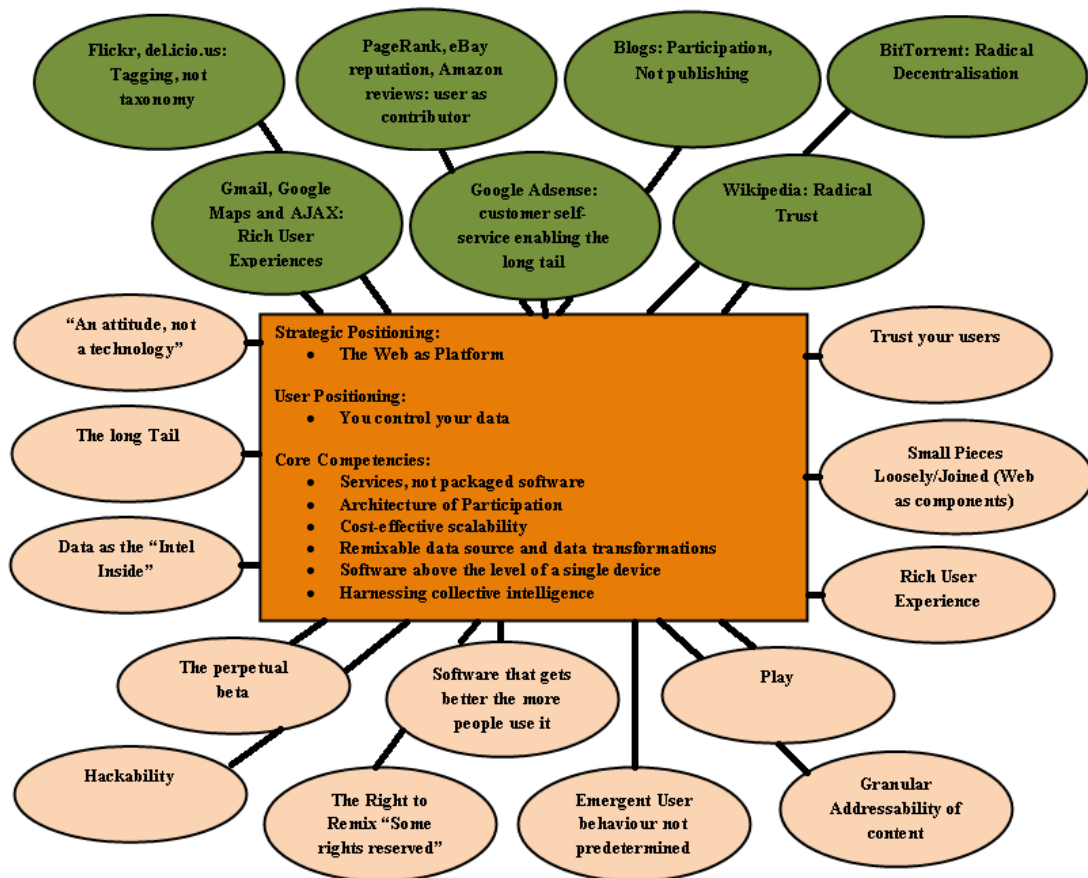 Flickr, del.icio.us:
Tagging, not
taxonomy
PageRank, eBay
reputation, Amazon
reviews: user as
contributor
Blogs: Participation,
Not publishing
BitTorrent: Radical
Decentralisation
Gmail, Google
Maps and AJAX:
Rich User
Experiences
Google Adsense:
customer self-
service enabling the
long tail
Wikipedia: Radical
Trust
“An attitude, not
a technology”
The long Tail
Data as the “Intel
Inside”
Strategic Positioning:
• The Web as Platform
User Positioning:
• You control your data
Core Competencies:
• Services, not packaged software
• Architecture of Participation
• Cost-effective scalability
• Remixable data source and data transformations
• Software above the level of a single device
• Harnessing collective intelligence
Trust your users
Small Pieces
Loosely/Joined (Web
as components)
Rich User
Experience
The perpetual
beta
Software that gets
better the more
people use it
Play
Hackability
The Right to
Remix “Some
rights reserved”
Emergent User
behaviour not
predetermined
Granular
Addressability of
content